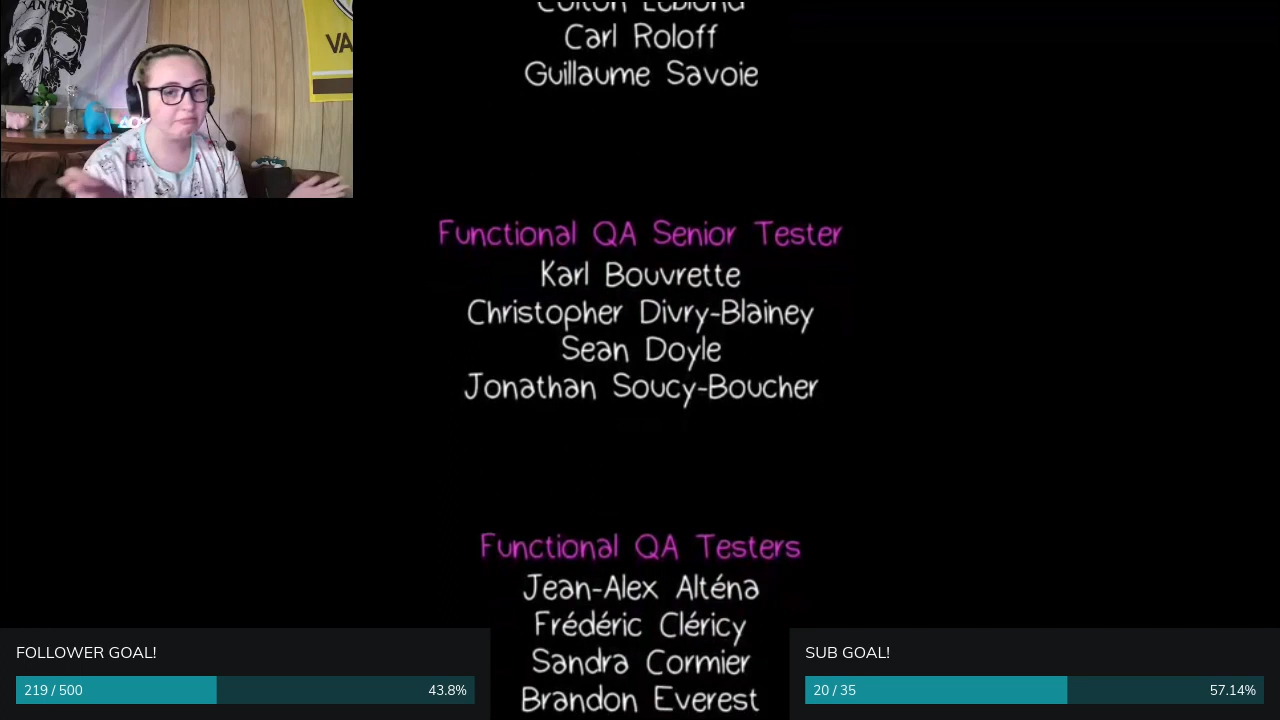 VANNUS
VA
Carl Roloff
Guillaume Savoie
Functional QA Senior Tester
Karl Bouvrette
Christopher Divry-Blainey
Sean Doyle
Jonathan Soucy-Boucher
Functional QA Testers
Jean-Alex Alténa
Frédéric Cléricy
Sandra Cormier
Brandon Everest
FOLLOWER GOAL!
219 / 500 43.8%
SUB GOAL!
20 / 35 57.14%